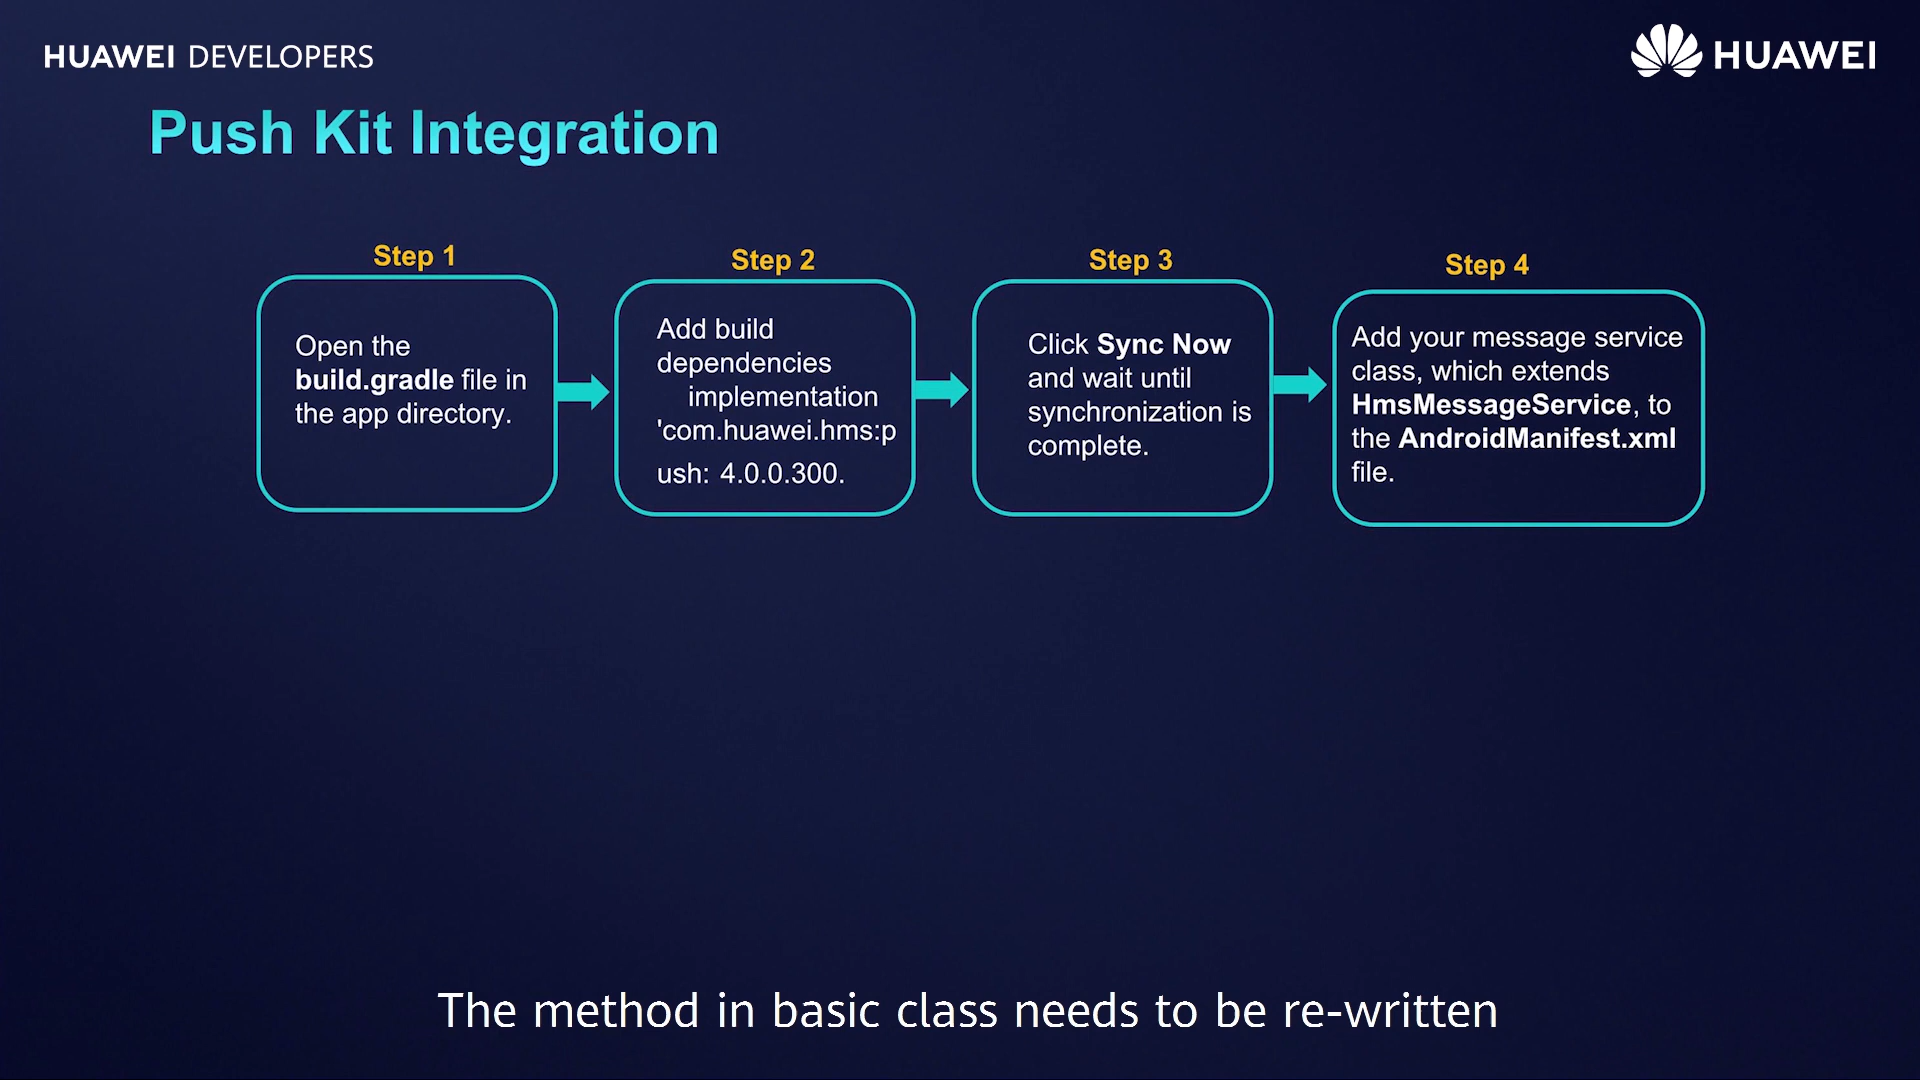 HUAWEI DEVELOPERS
HUAWEI
Push Kit Integration
Step 1
Open the
build.gradle file in
the app directory.
Step 2
Add build
dependencies
implementation
'com.huawei.hms:p
ush: 4.0.0.300.
Step 3
Click Sync Now
and wait until
synchronization is
complete.
Step 4
Add your message service
class, which extends
HmsMessageService, to
the AndroidManifest.xml
file.
The method in basic class needs to be re-written